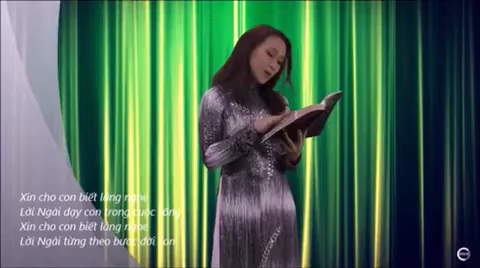 Xin cho con biết lắng nghe
Lời Ngài dạy con trong cuộc sống
Xin cho con biết lắng nghe
Lời Ngài từng theo bước đời con